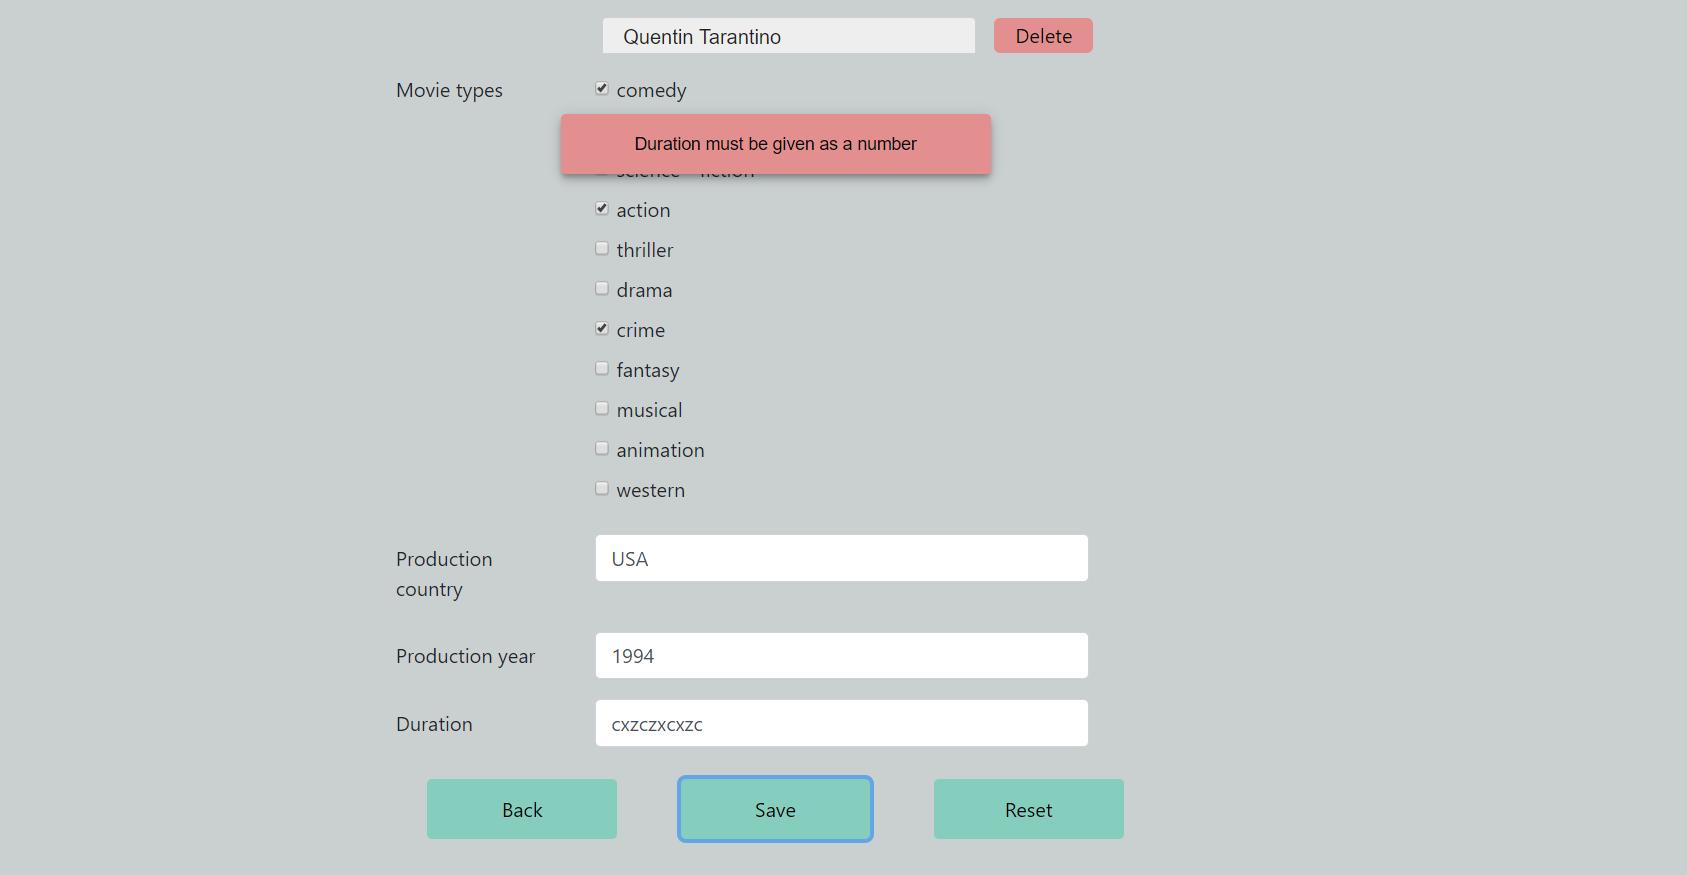 Quentin Tarantino Delete
Movie types comedy
Duration must be given as a number
science - fiction
action
thriller
drama
crime
fantasy
musical
animation
western
Production country USA
Production year 1994
Duration cxzczxcxzc
Back Save Reset